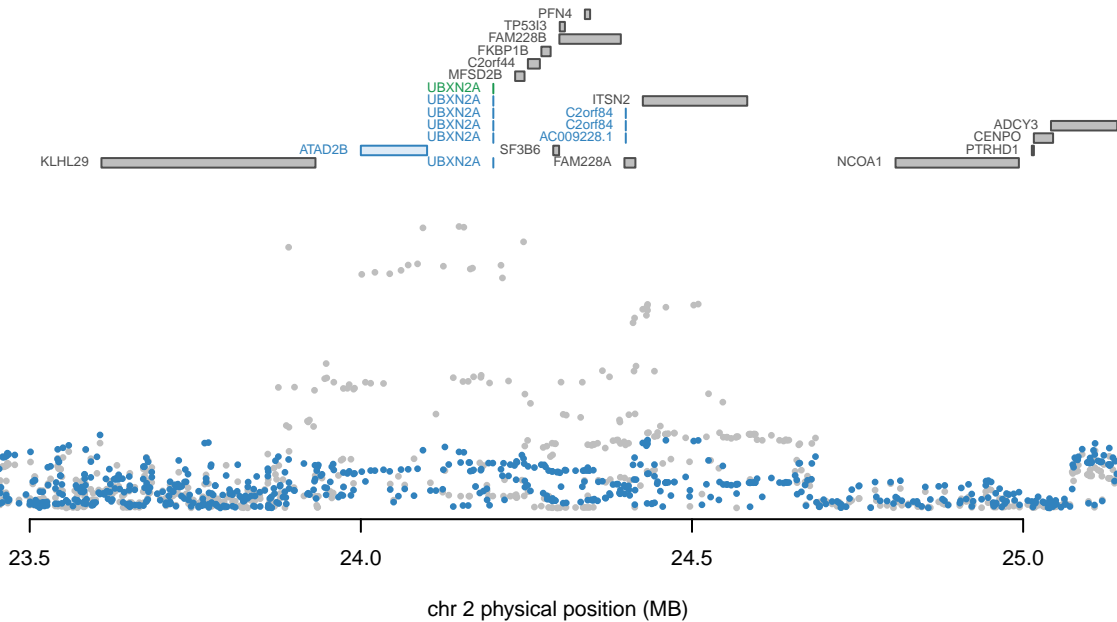 PFN4
TP53I3
FAM228B
FKBP1B
C2orf44
MFSD2B
UBXN2A
UBXN2A ITSN2
UBXN2A C2orf84
UBXN2A C2orf84 ADCY3
UBXN2A AC009228.1 CENPO
ATAD2B SF3B6 PTRHD1
KLHL29 UBXN2A FAM228A NCOA1
23.5 24.0 24.5 25.0
chr 2 physical position (MB)